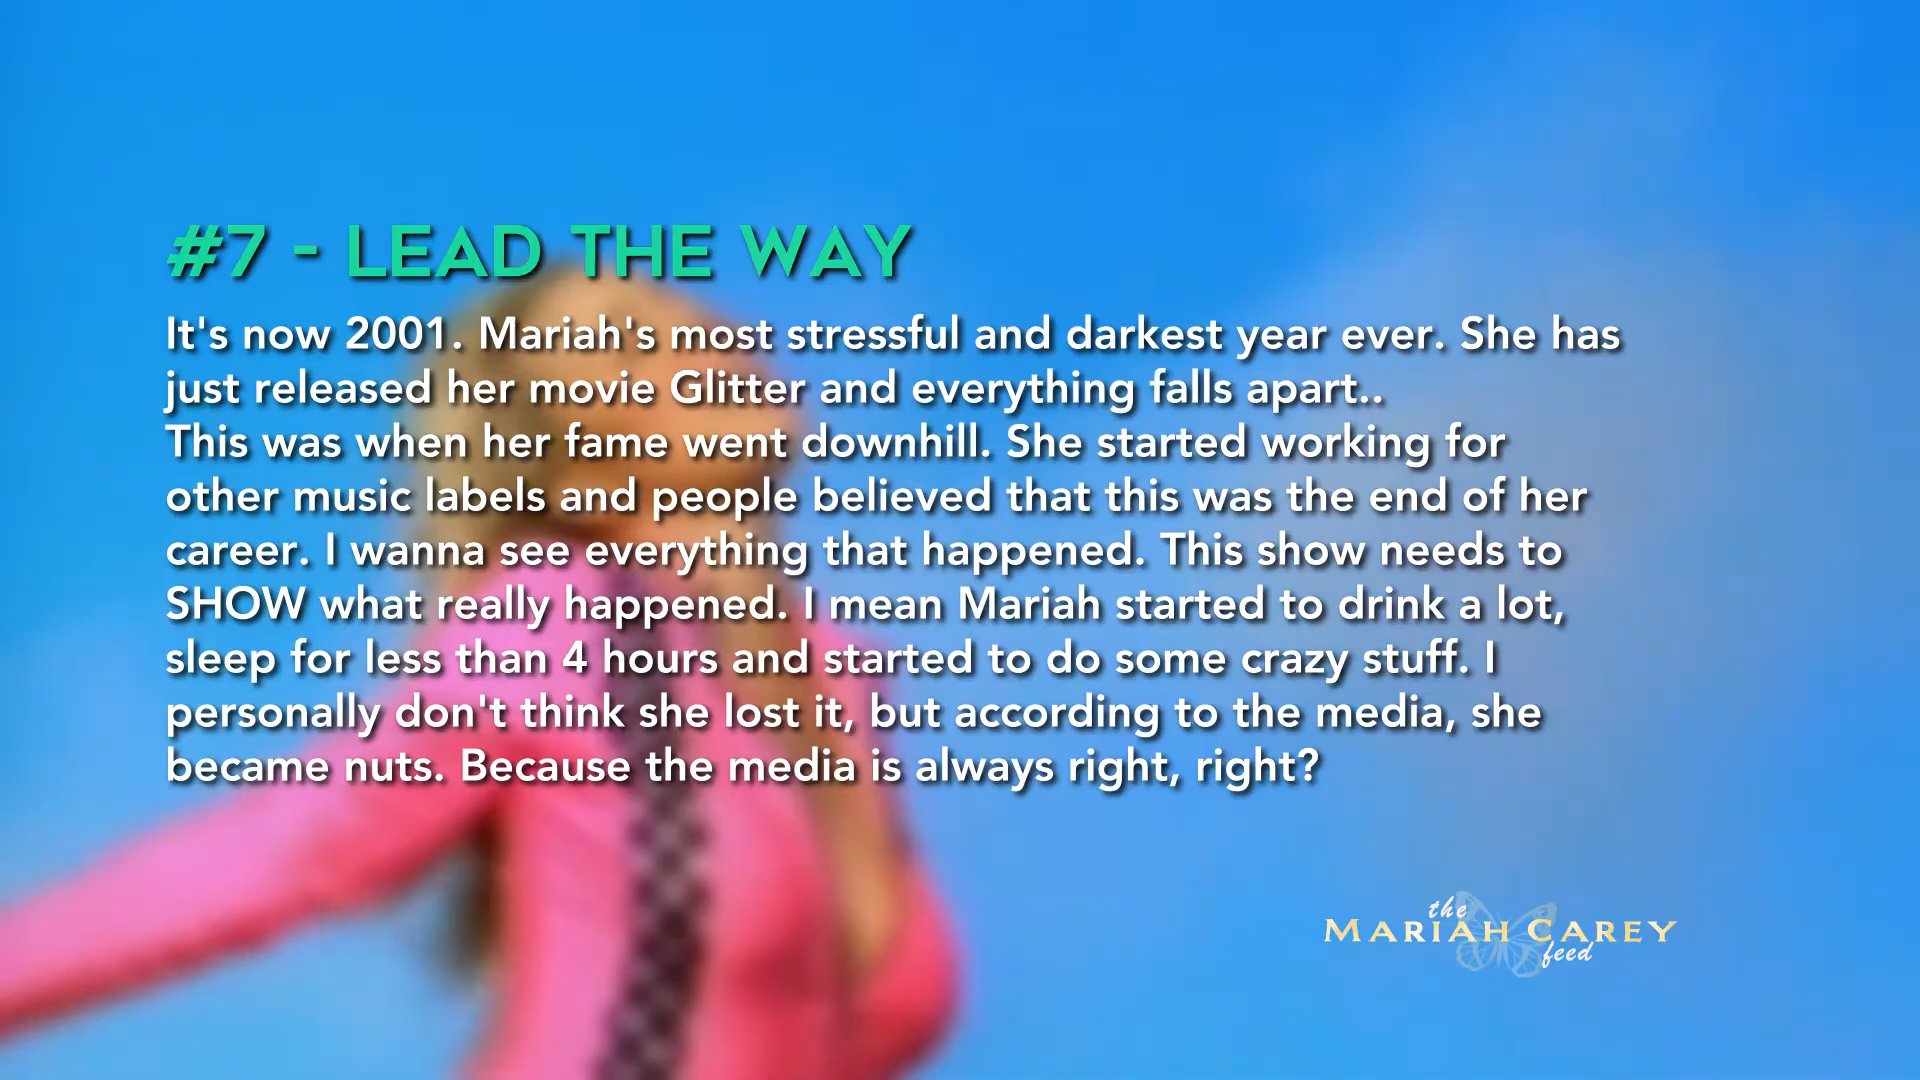 #7 - LEAD THE WAY
It's now 2001. Mariah's most stressful and darkest year ever. She has
just released her movie Glitter and everything falls apart..
This was when her fame went downhill. She started working for
other music labels and people believed that this was the end of her
career. I wanna see everything that happened. This show needs to
SHOW what really happened. I mean Mariah started to drink a lot,
sleep for less than 4 hours and started to do some crazy stuff. I
personally don't think she lost it, but according to the media, she
became nuts. Because the media is always right, right?
the
MARIAH CAREY
feed